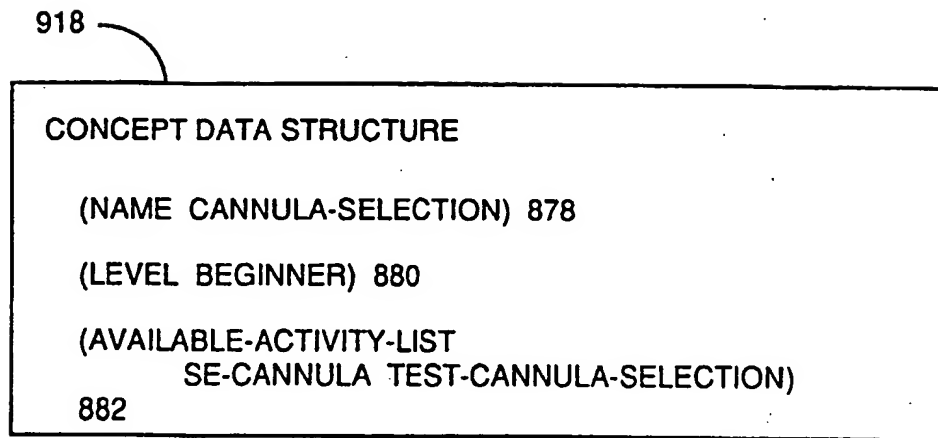 918
CONCEPT DATA STRUCTURE
(NAME CANNULA-SELECTION) 878
(LEVEL BEGINNER) 880
(AVAILABLE-ACTIVITY-LIST
SE-CANNULA TEST-CANNULA-SELECTION)
882